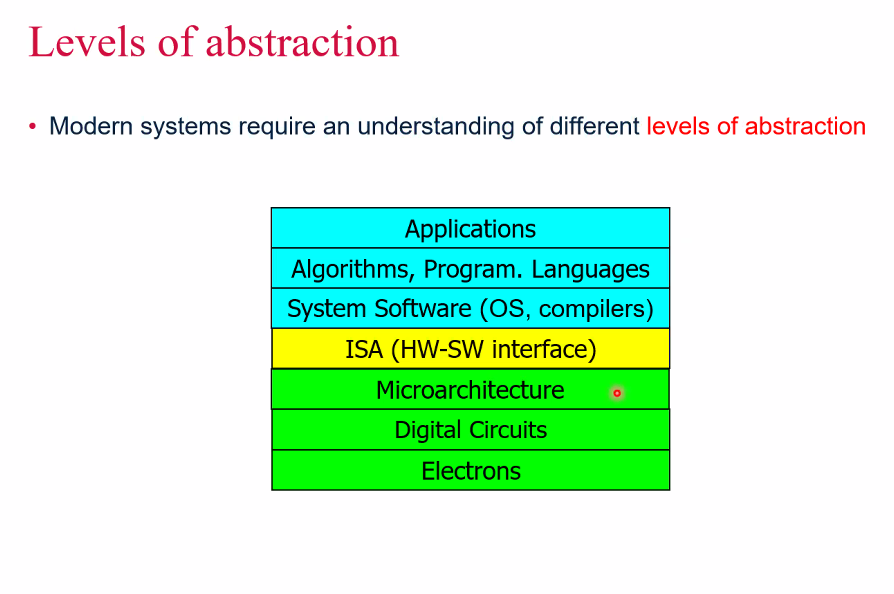 Levels of abstraction
• Modern systems require an understanding of different levels of abstraction
Applications
Algorithms, Program. Languages
System Software (OS, compilers)
ISA (HW-SW interface)
Microarchitecture
Digital Circuits
Electrons